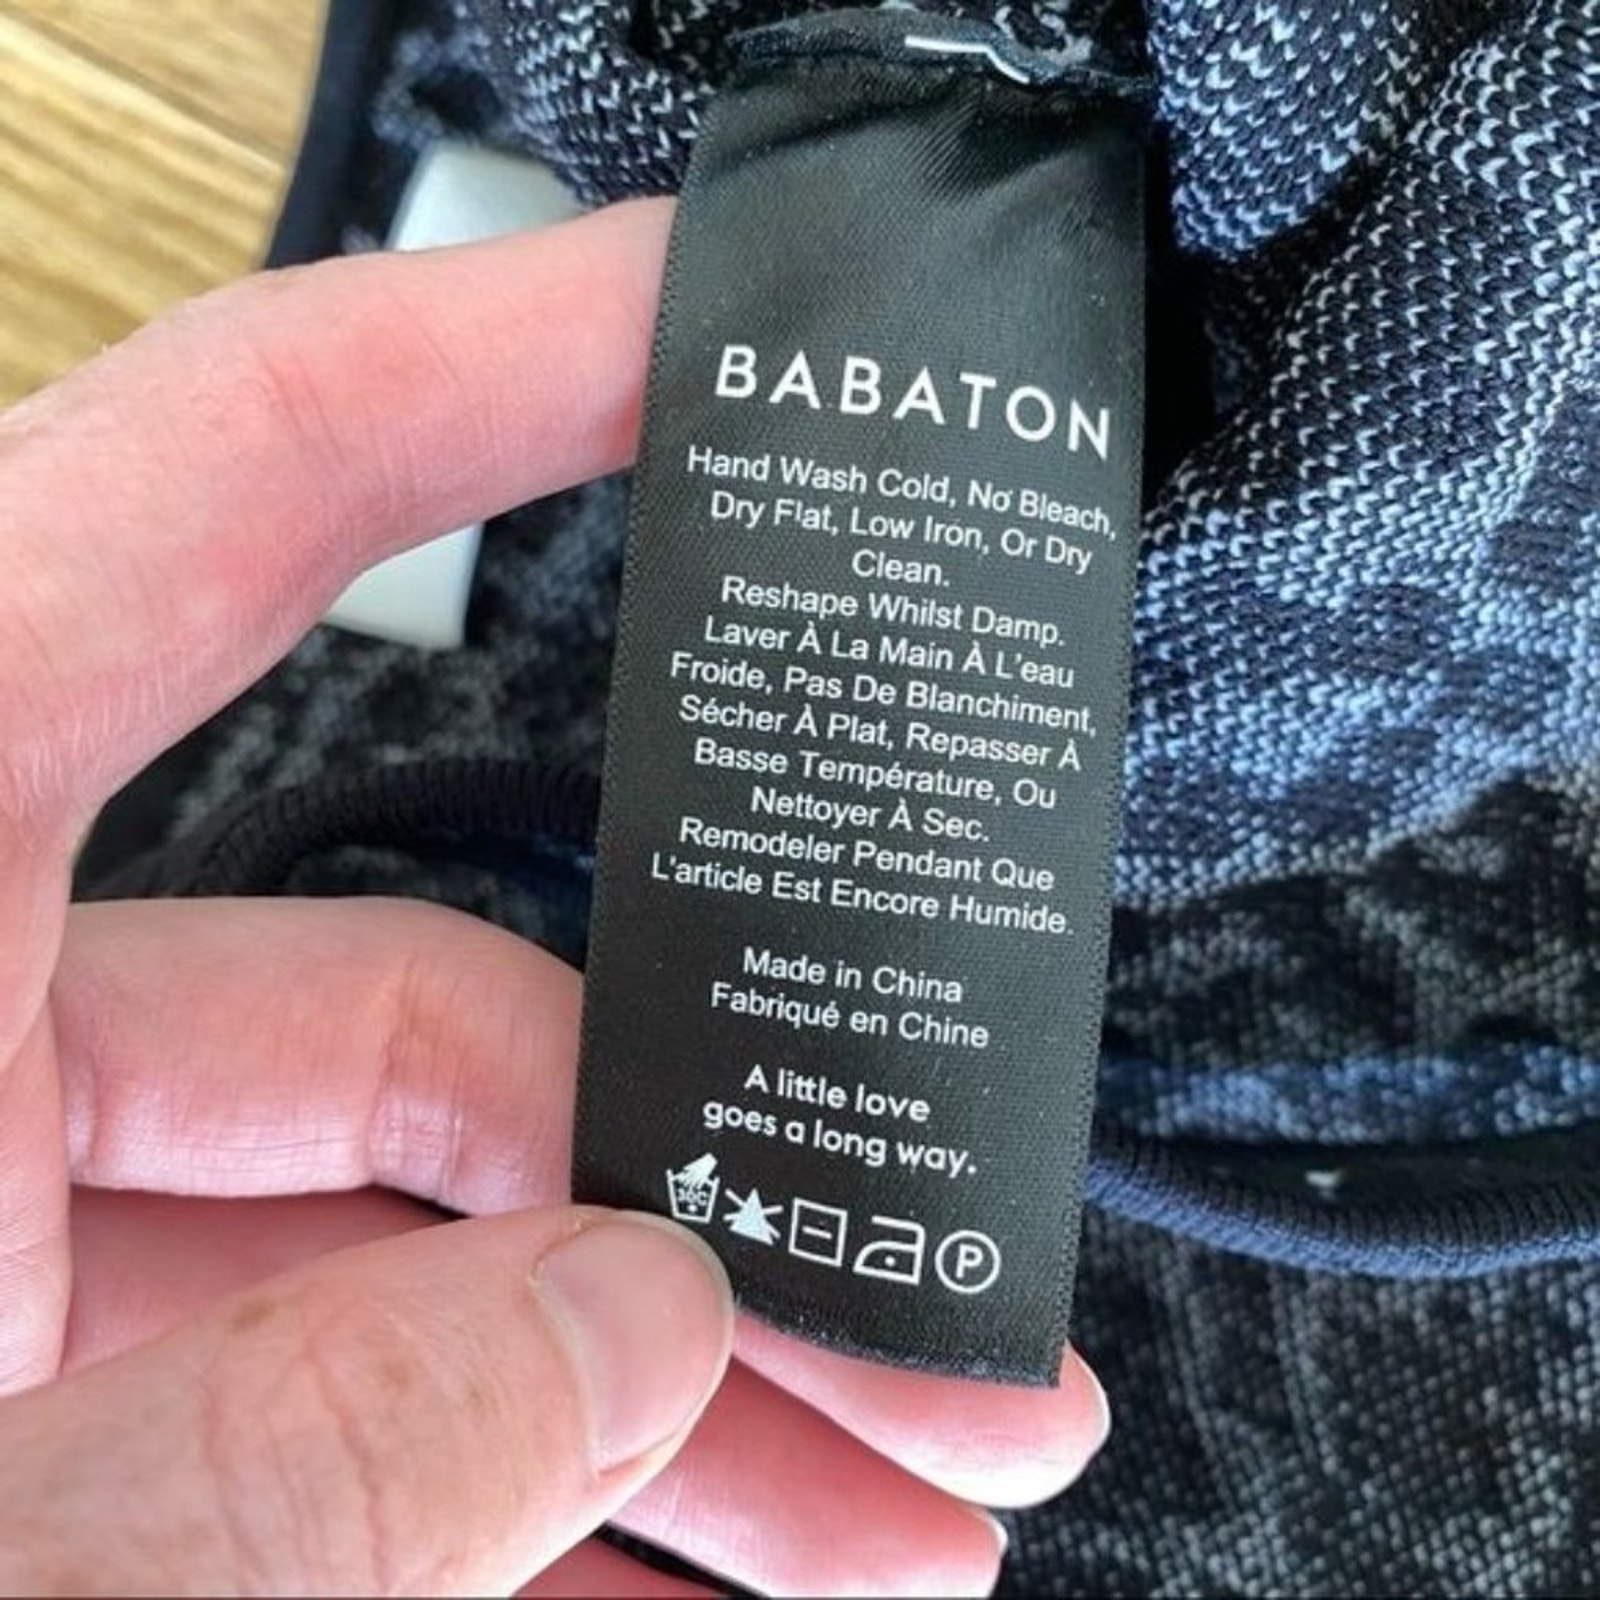 BABATON
Hand Wash Cold, No Bleach,
Dry Flat, Low Iron, Or Dry
Clean.
Reshape Whilst Damp.
Laver À La Main À L'eau
Froide, Pas De Blanchiment,
Sécher À Plat, Repasser À
Basse Température, Ou
Nettoyer À Sec.
Remodeler Pendant Que
L'article Est Encore Humide.
Made in China
Fabriqué en Chine
A little love
goes a long way.
30C P